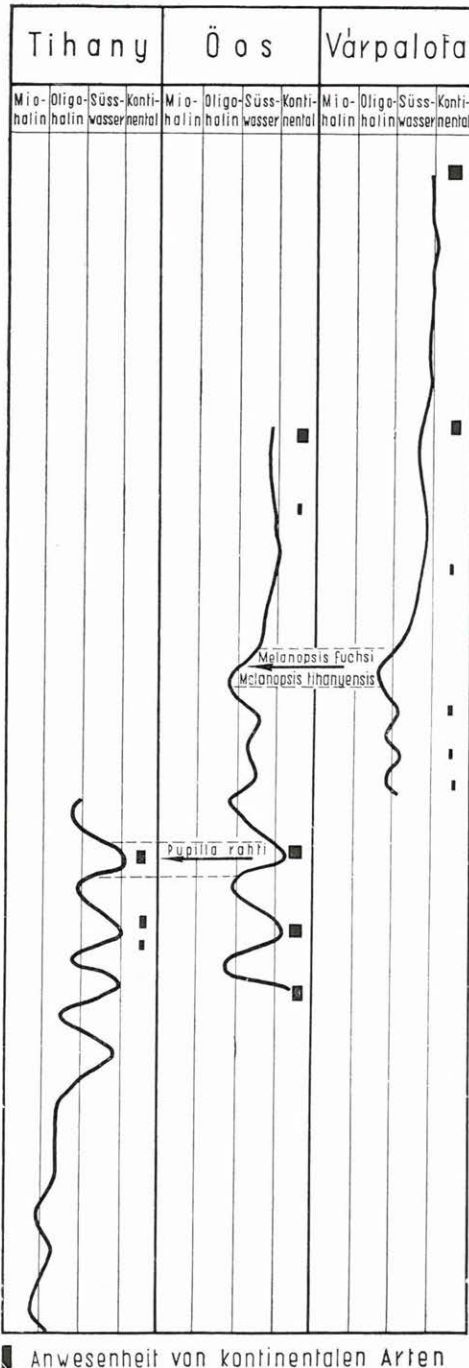 Tihany Öos Várpalota
Mio- Oligo- Süss- Konti- Mio- Oligo- Süss- Konti- Mio- Oligo- Süss- Konti-
halin halin wasser nental halin halin wasser nental halin halin wasser nental
Melanopsis fuchsi
Melanopsis tihanyensis
Pupilla rahti
Anwesenheit von kontinentalen Arten